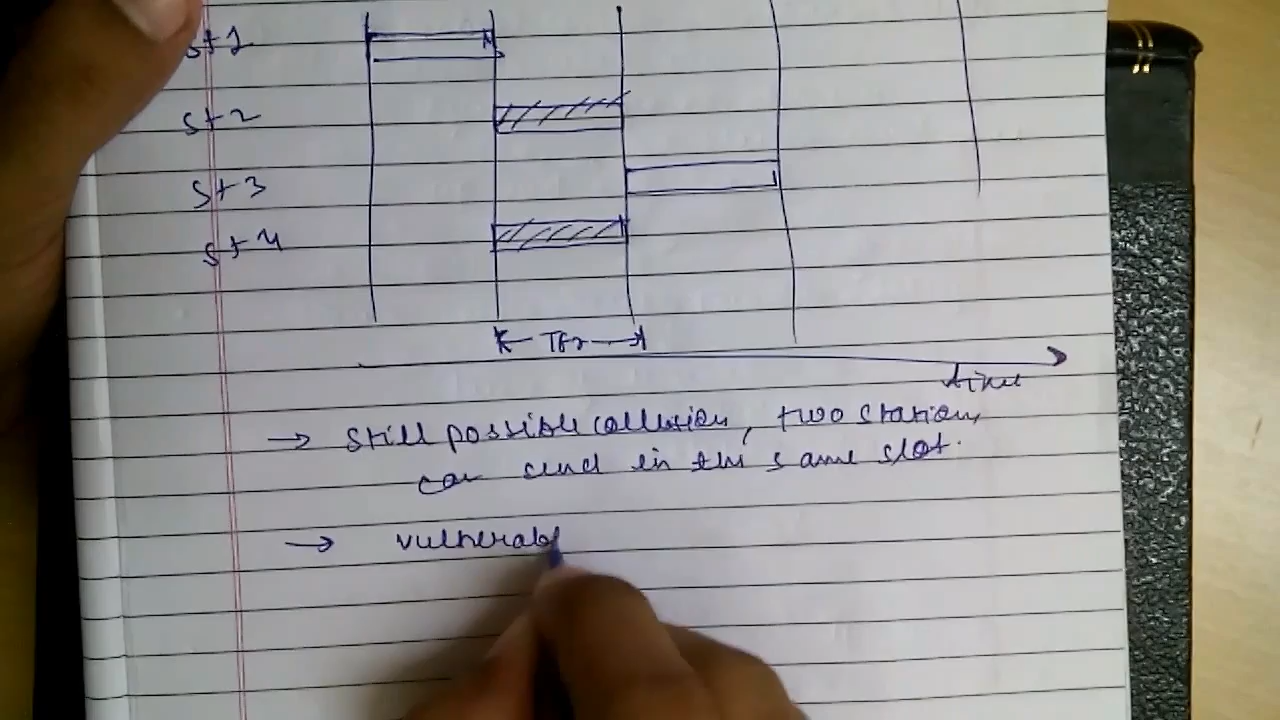 St 1
St 2
St 3
St 4
Tfr
time
→ still possible collision, two station
can send in the same slot.
→ vulnerabl